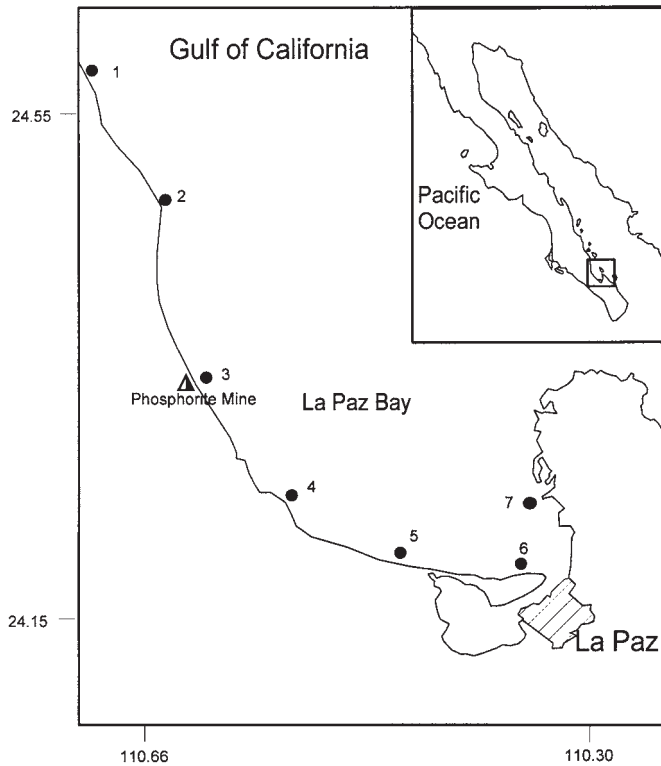 Gulf of California
1
24.55
2
Pacific
Ocean
3
Phosphorite Mine
La Paz Bay
4
7
5
6
24.15
La Paz
110.66
110.30